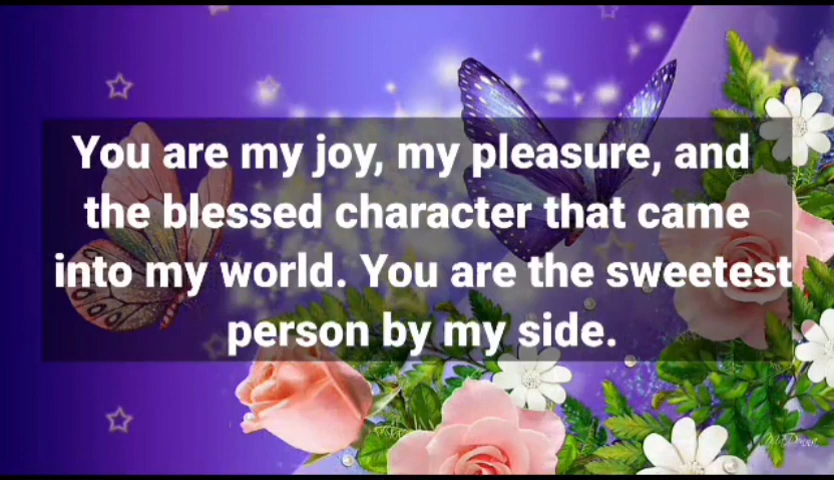 You are my joy, my pleasure, and
the blessed character that came
into my world. You are the sweetest
person by my side.